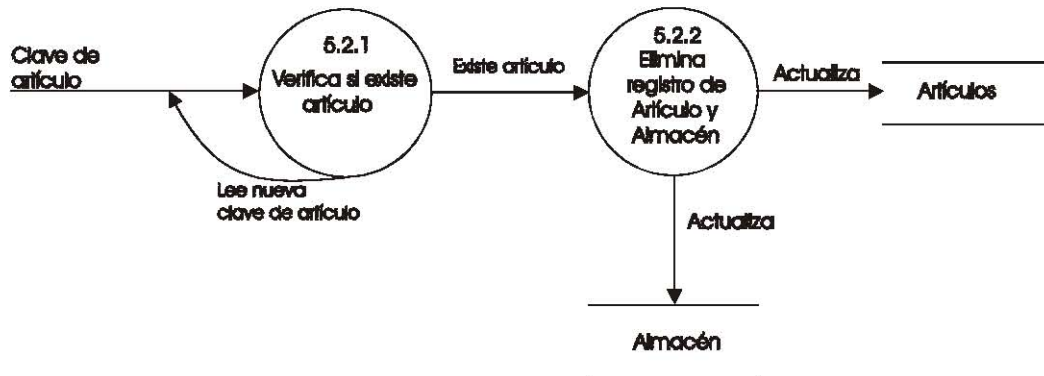 Clave de
artículo
5.2.1
Verifica si existe
artículo
Lee nueva
clave de artículo
Existe artículo
5.2.2
Elimina
registro de
Artículo y
Almacén
Actualiza
Artículos
Actualiza
Almacén